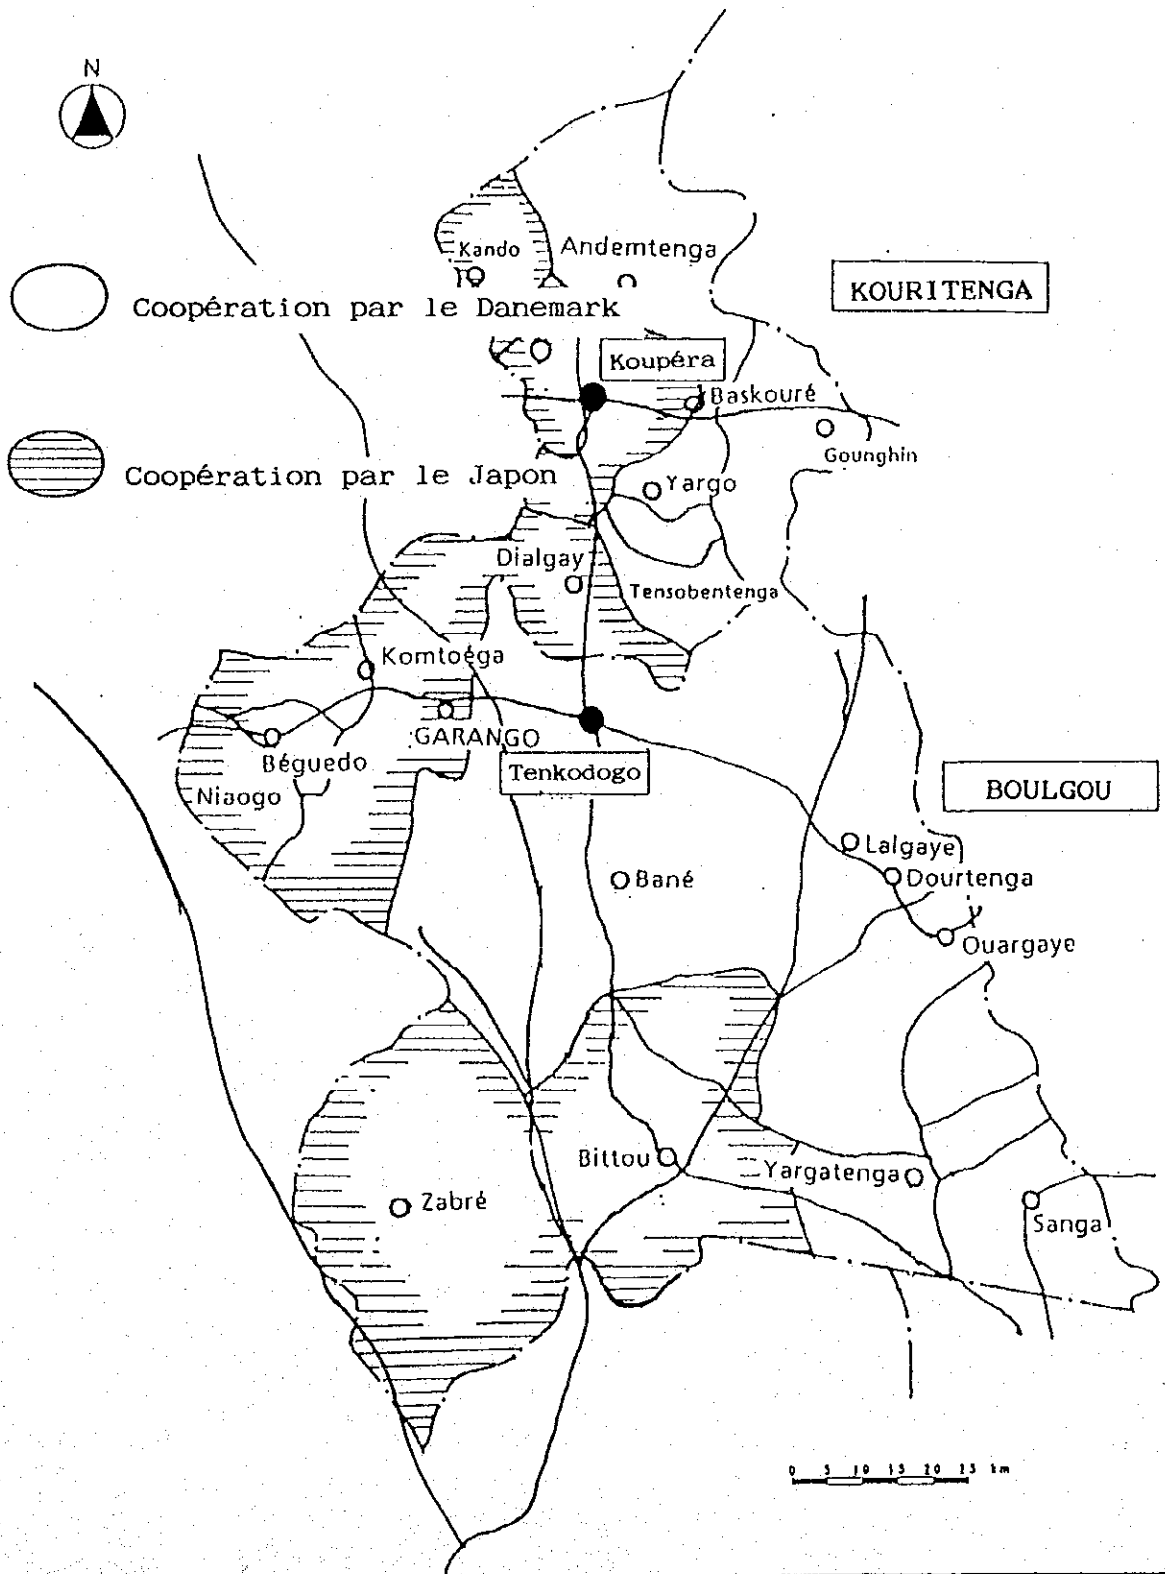 N
Kando
Andemtenga
KOURITENGA
Coopération par le Danemark
Koupéra
Baskouré
Gounghin
Coopération par le Japon
Yargo
Dialgay
Tensobentenga
Komtoéga
GARANGO
Béguedo
Tenkodogo
Niaogo
BOULGOU
Lalgaye
Bané
Dourtenga
Ouargaye
Bittou
Yargatenga
Zabré
Sanga
0 5 10 15 20 25 km